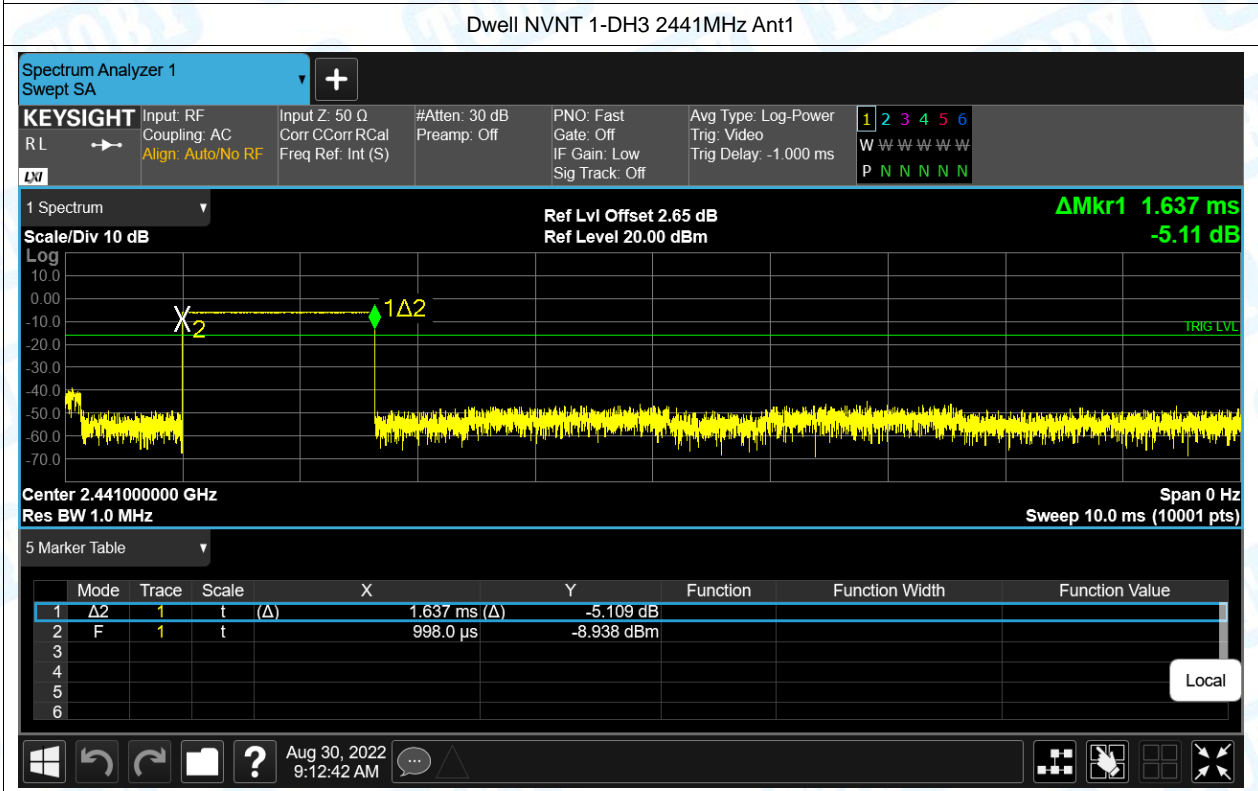 Dwell NVNT 1-DH3 2441MHz Ant1
Spectrum Analyzer 1
Swept SA
KEYSIGHT
R L
LXI
Input: RF
Coupling: AC
Align: Auto/No RF
Input Z: 50 Ω
Corr CCorr RCal
Freq Ref: Int (S)
#Atten: 30 dB
Preamp: Off
PNO: Fast
Gate: Off
IF Gain: Low
Sig Track: Off
Avg Type: Log-Power
Trig: Video
Trig Delay: -1.000 ms
1 2 3 4 5 6
W W W W W W
P N N N N N
1 Spectrum
Scale/Div 10 dB
Ref Lvl Offset 2.65 dB
Ref Level 20.00 dBm
ΔMkr1 1.637 ms
-5.11 dB
Log
10.0
0.00
-10.0
-20.0
-30.0
-40.0
-50.0
-60.0
-70.0
2
1Δ2
TRIG LVL
Center 2.441000000 GHz
Span 0 Hz
Res BW 1.0 MHz
Sweep 10.0 ms (10001 pts)
5 Marker Table
Mode Trace Scale X Y Function Function Width Function Value
1 Δ2 1 t (Δ) 1.637 ms (Δ) -5.109 dB
2 F 1 t 998.0 μs -8.938 dBm
3
4
5
6
Local
?
Aug 30, 2022
9:12:42 AM